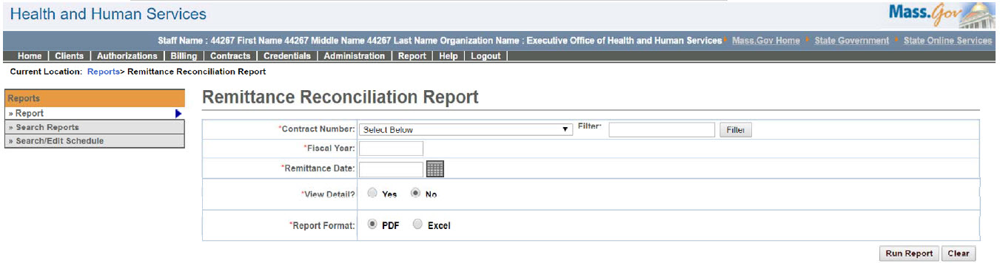 Health and Human Services
Mass.Gov
Staff Name : 44267 First Name 44267 Middle Name 44267 Last Name Organization Name : Executive Office of Health and Human Services Mass.Gov Home State Government State Online Services
Home | Clients | Authorizations | Billing | Contracts | Credentials | Administration | Report | Help | Logout |
Current Location: Reports> Remittance Reconciliation Report
Reports
» Report
» Search Reports
» Search/Edit Schedule
Remittance Reconciliation Report
*Contract Number: Select Below Filter: Filter
*Fiscal Year:
*Remittance Date:
*View Detail? Yes No
*Report Format: PDF Excel
Run Report Clear